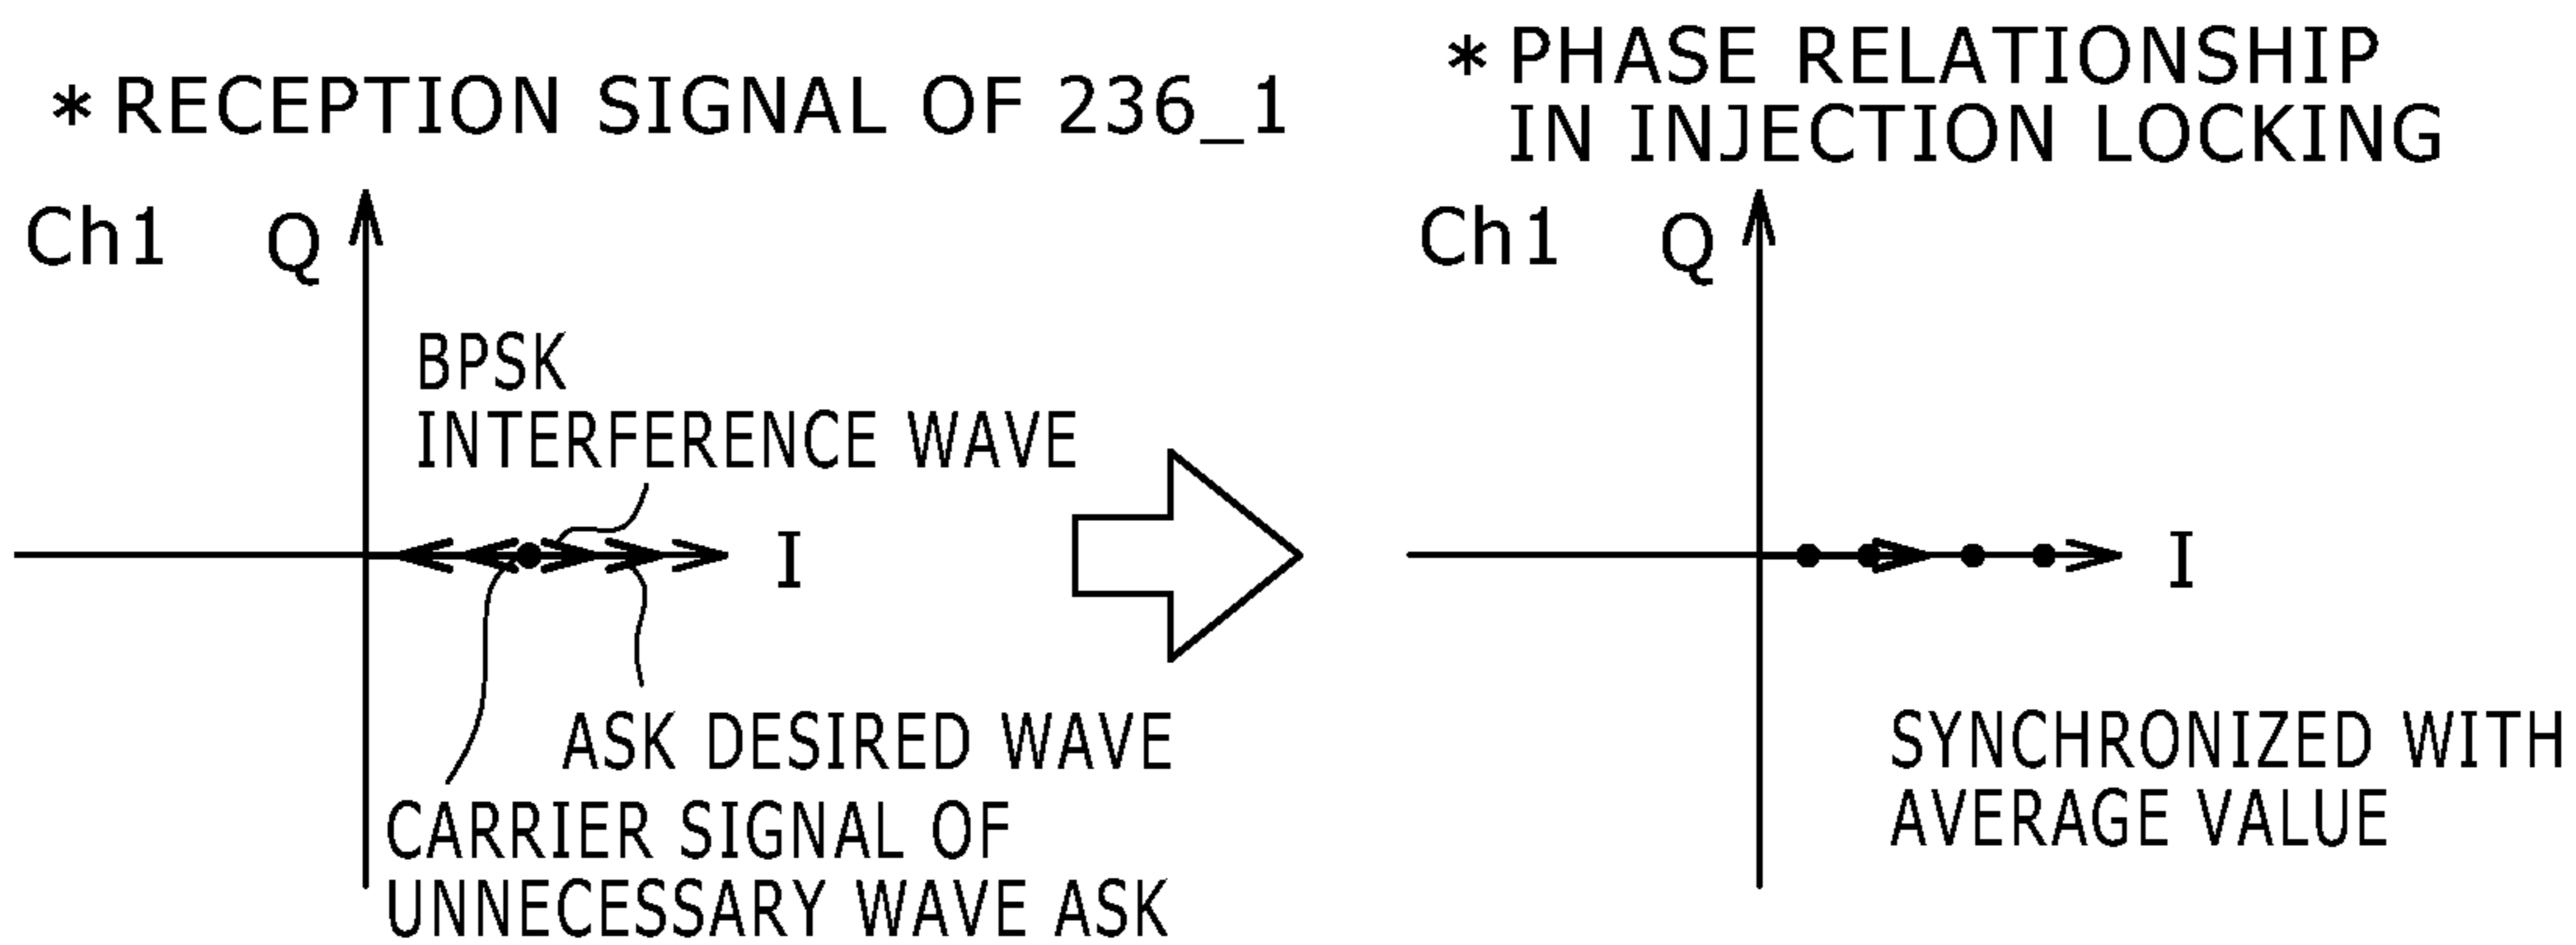 * RECEPTION SIGNAL OF 236_1
Ch1 Q
BPSK
INTERFERENCE WAVE
I
ASK DESIRED WAVE
CARRIER SIGNAL OF
UNNECESSARY WAVE ASK
* PHASE RELATIONSHIP
IN INJECTION LOCKING
Ch1 Q
I
SYNCHRONIZED WITH
AVERAGE VALUE